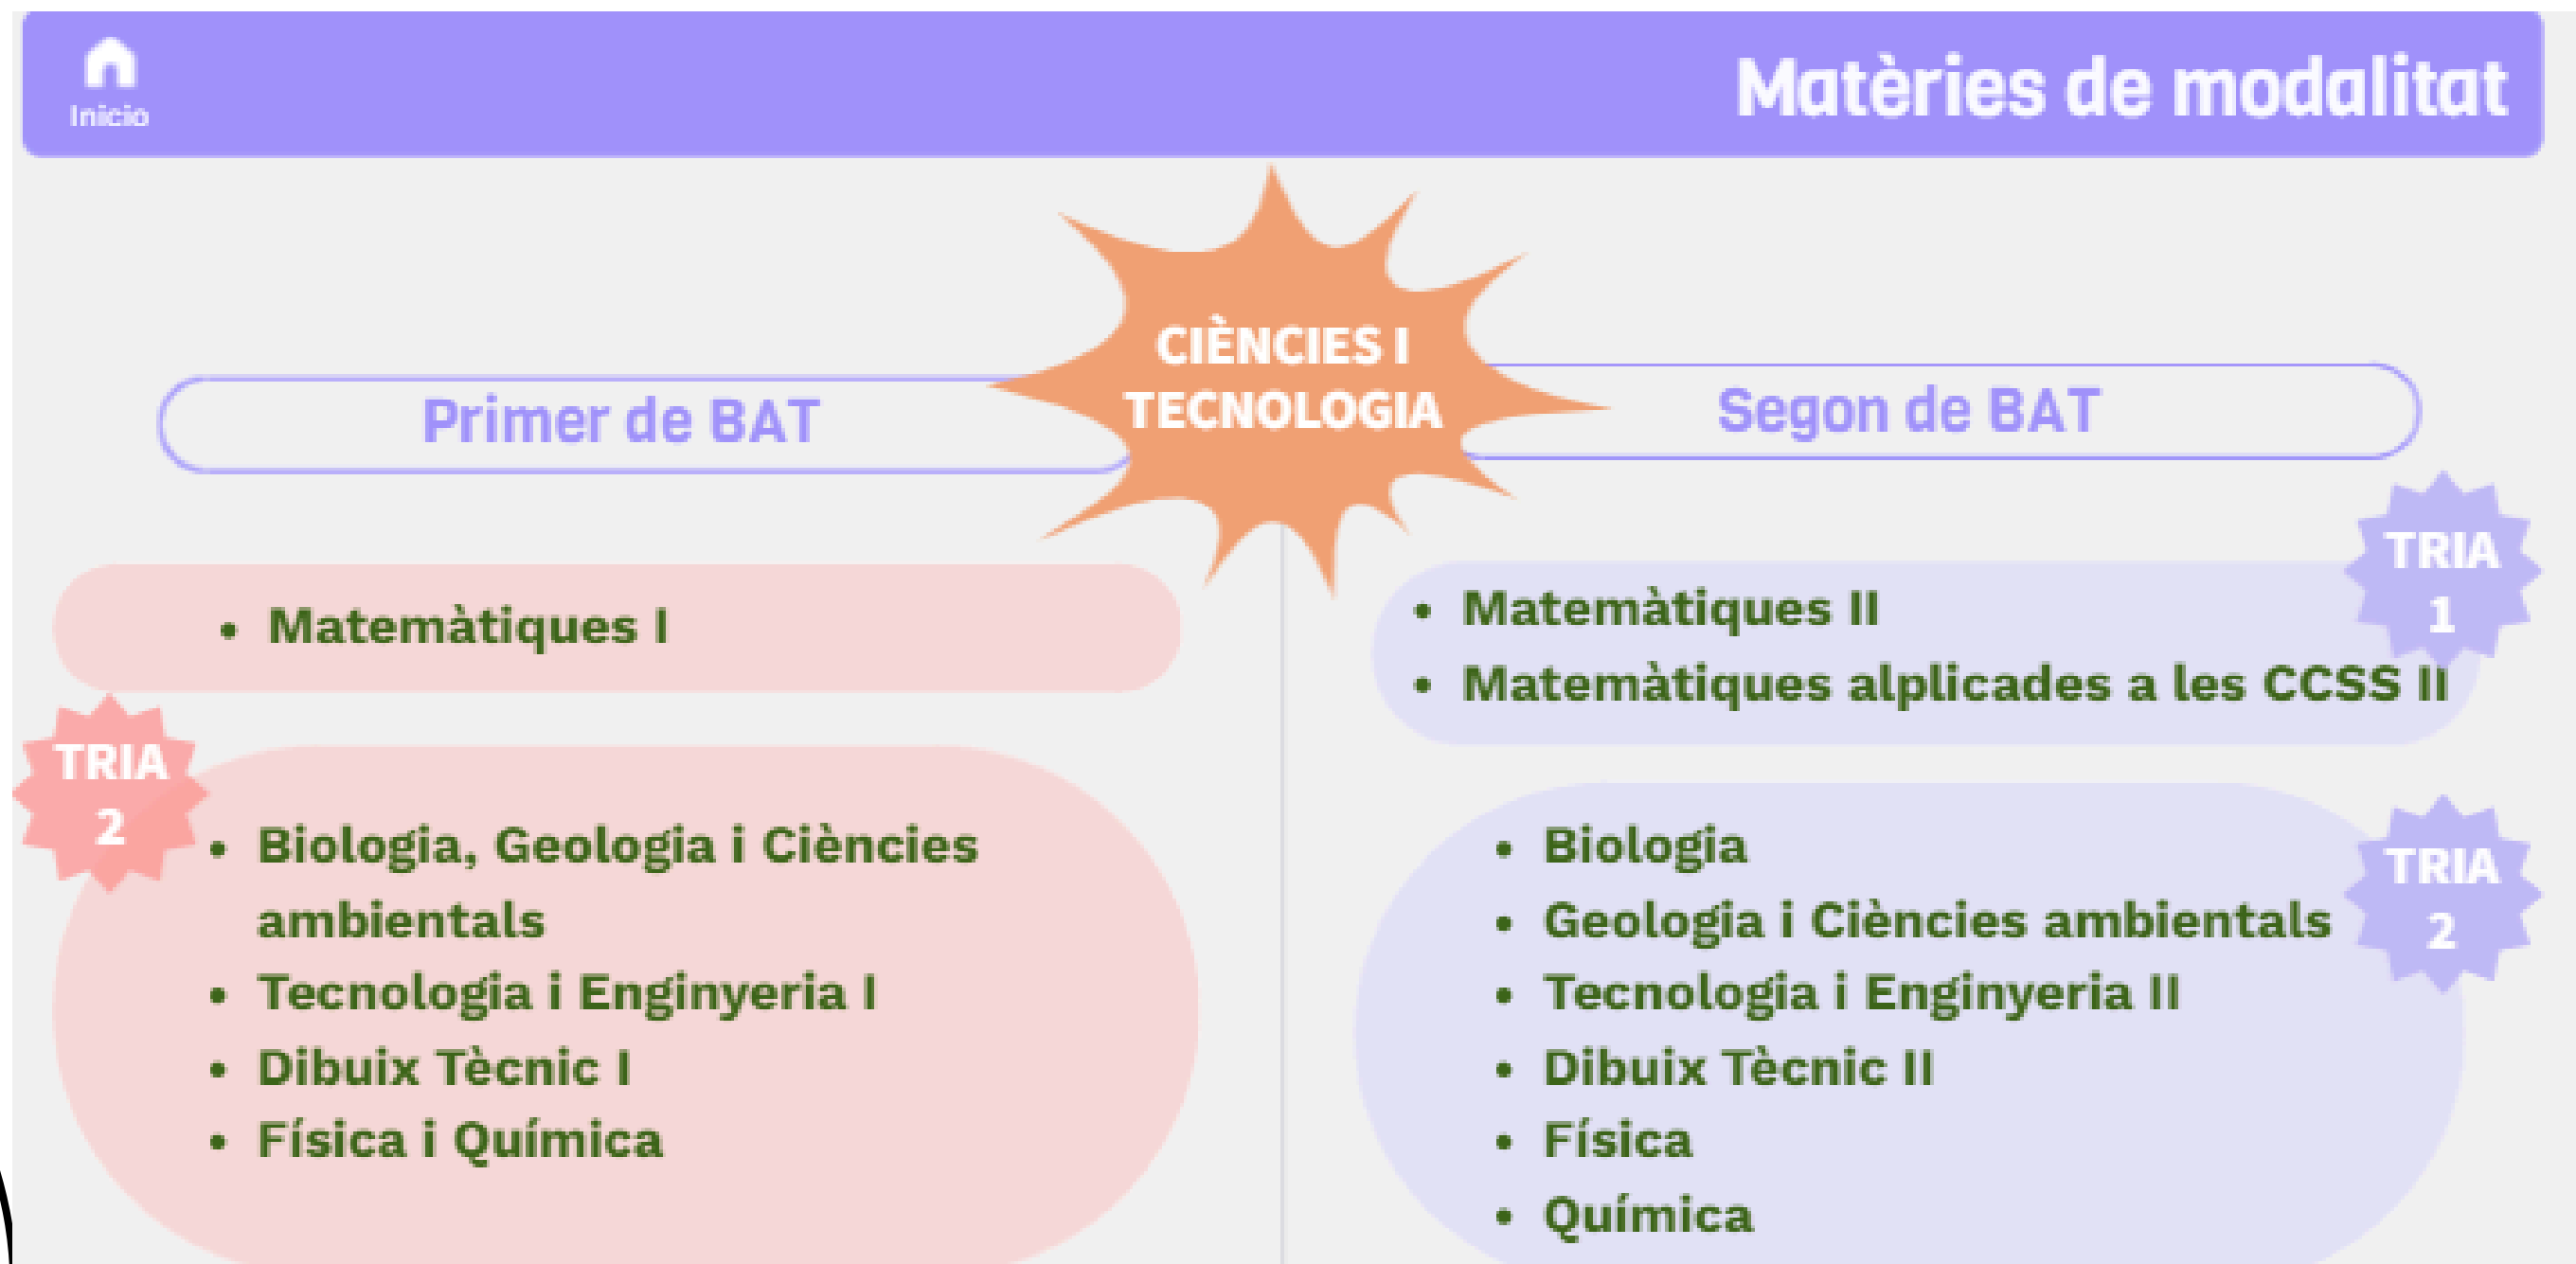 Inicio
Matèries de modalitat
CIÈNCIES I
TECNOLOGIA
Primer de BAT
Matemàtiques I
TRIA
2
Biologia, Geologia i Ciències
ambientals
Tecnologia i Enginyeria I
Dibuix Tècnic I
Física i Química
Segon de BAT
TRIA
1
Matemàtiques II
Matemàtiques alplicades a les CCSS II
TRIA
2
Biologia
Geologia i Ciències ambientals
Tecnologia i Enginyeria II
Dibuix Tècnic II
Física
Química